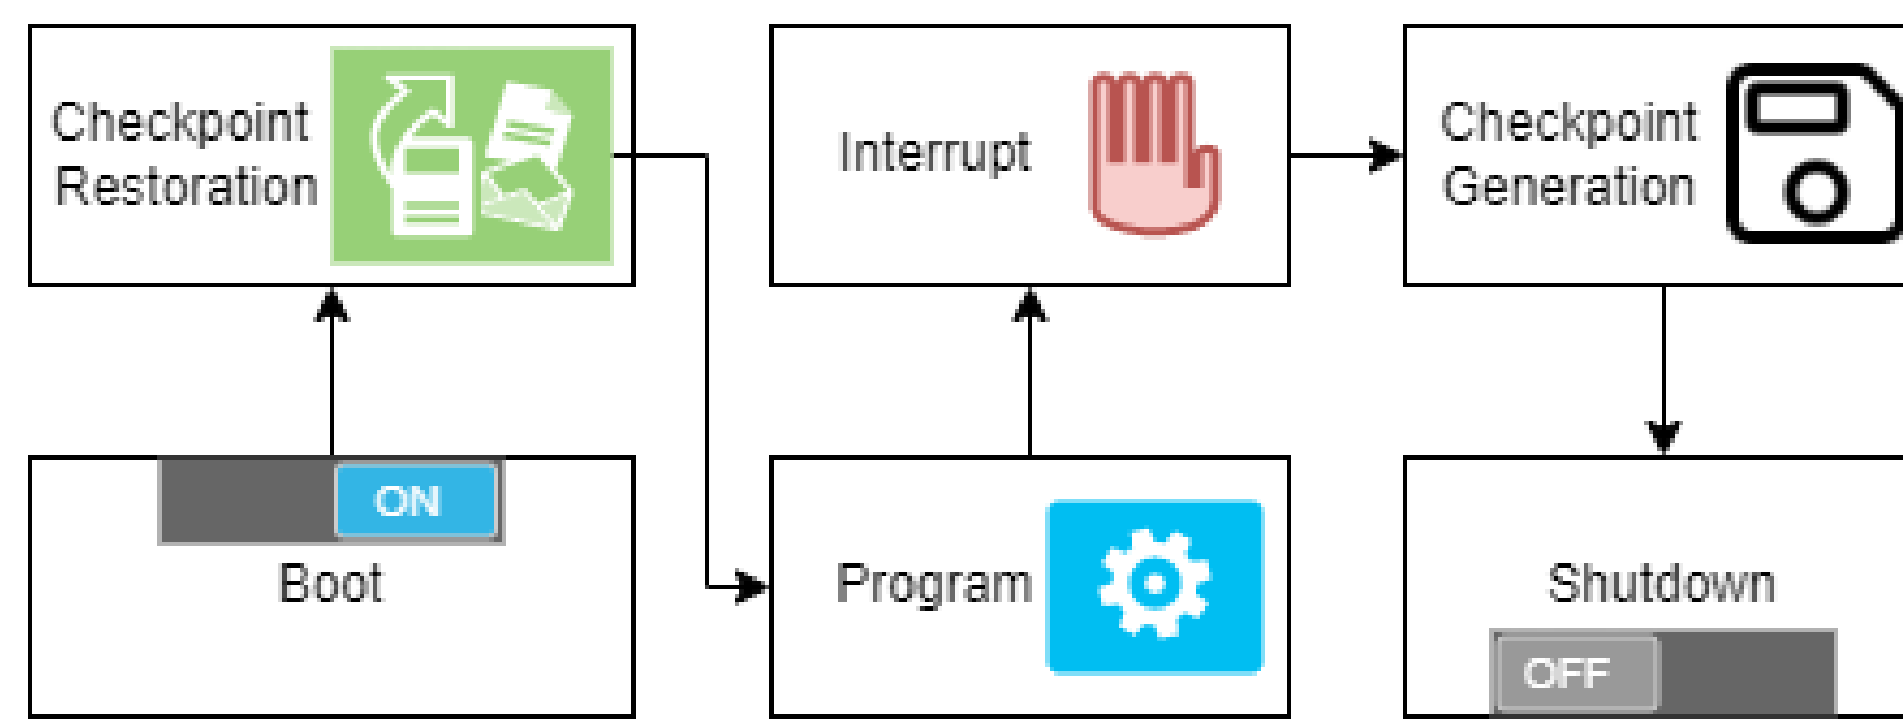 Checkpoint
Restoration
Interrupt
Checkpoint
Generation
ON
Boot
Program
Shutdown
OFF